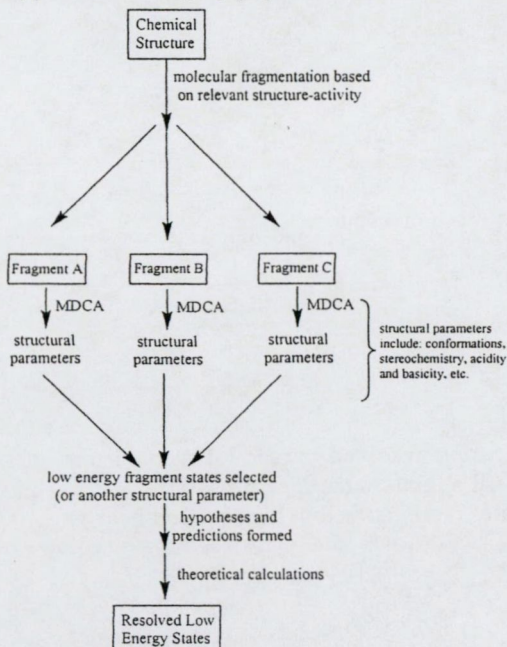 Chemical
Structure
molecular fragmentation based
on relevant structure-activity
Fragment A
Fragment B
Fragment C
MDCA
MDCA
MDCA
structural
parameters
structural
parameters
structural
parameters
structural parameters
include: conformations,
stereochemistry, acidity
and basicity, etc.
low energy fragment states selected
(or another structural parameter)
hypotheses and
predictions formed
theoretical calculations
Resolved Low
Energy States